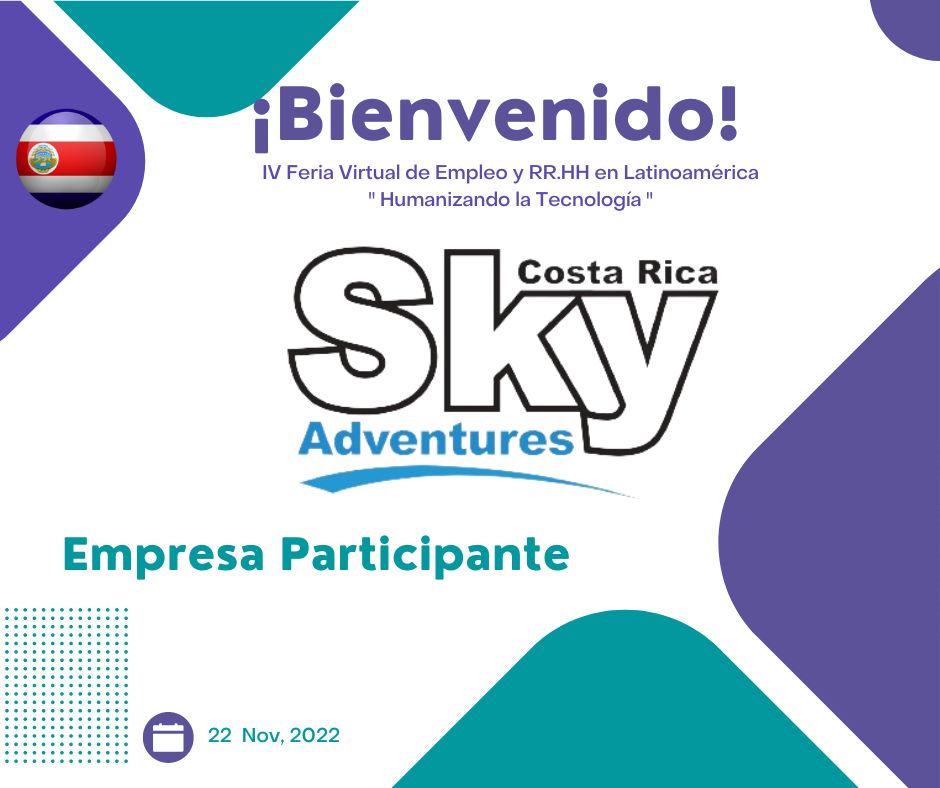 ¡Bienvenido!
IV Feria Virtual de Empleo y RR.HH en Latinoamérica
" Humanizando la Tecnología "
Costa Rica
Sky
Adventures
Empresa Participante
22 Nov, 2022